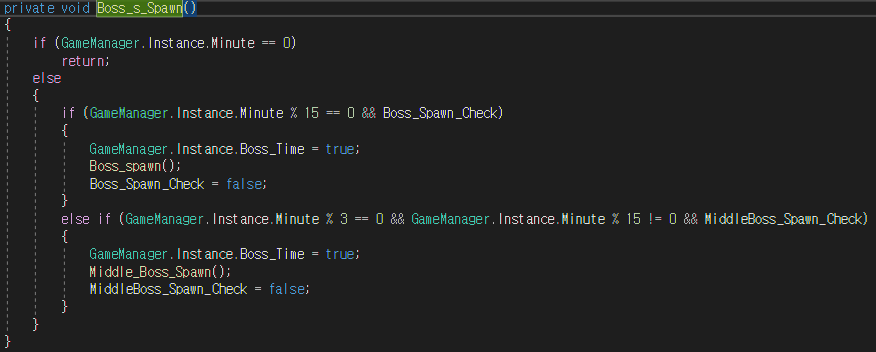 private void Boss_s_Spawn()
{
    if (GameManager.Instance.Minute == 0)
        return;
    else
    {
        if (GameManager.Instance.Minute % 15 == 0 && Boss_Spawn_Check)
        {
            GameManager.Instance.Boss_Time = true;
            Boss_spawn();
            Boss_Spawn_Check = false;
        }
        else if (GameManager.Instance.Minute % 3 == 0 && GameManager.Instance.Minute % 15 != 0 && MiddleBoss_Spawn_Check)
        {
            GameManager.Instance.Boss_Time = true;
            Middle_Boss_Spawn();
            MiddleBoss_Spawn_Check = false;
        }
    }
}